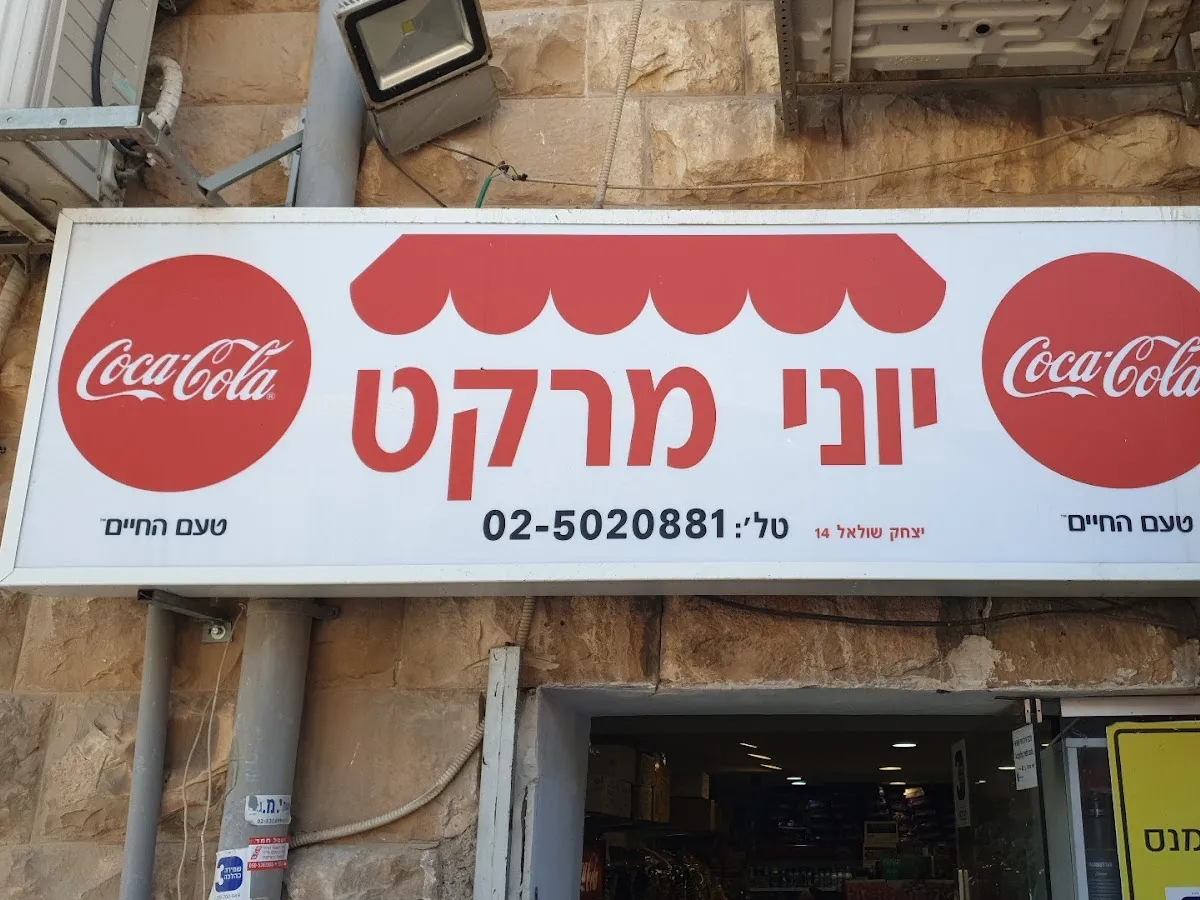 Coca-Cola
טעם החיים
יוני מרקט
יצחק שולאל 14
טל׳: 02-5020881
Coca-Cola
טעם החיים